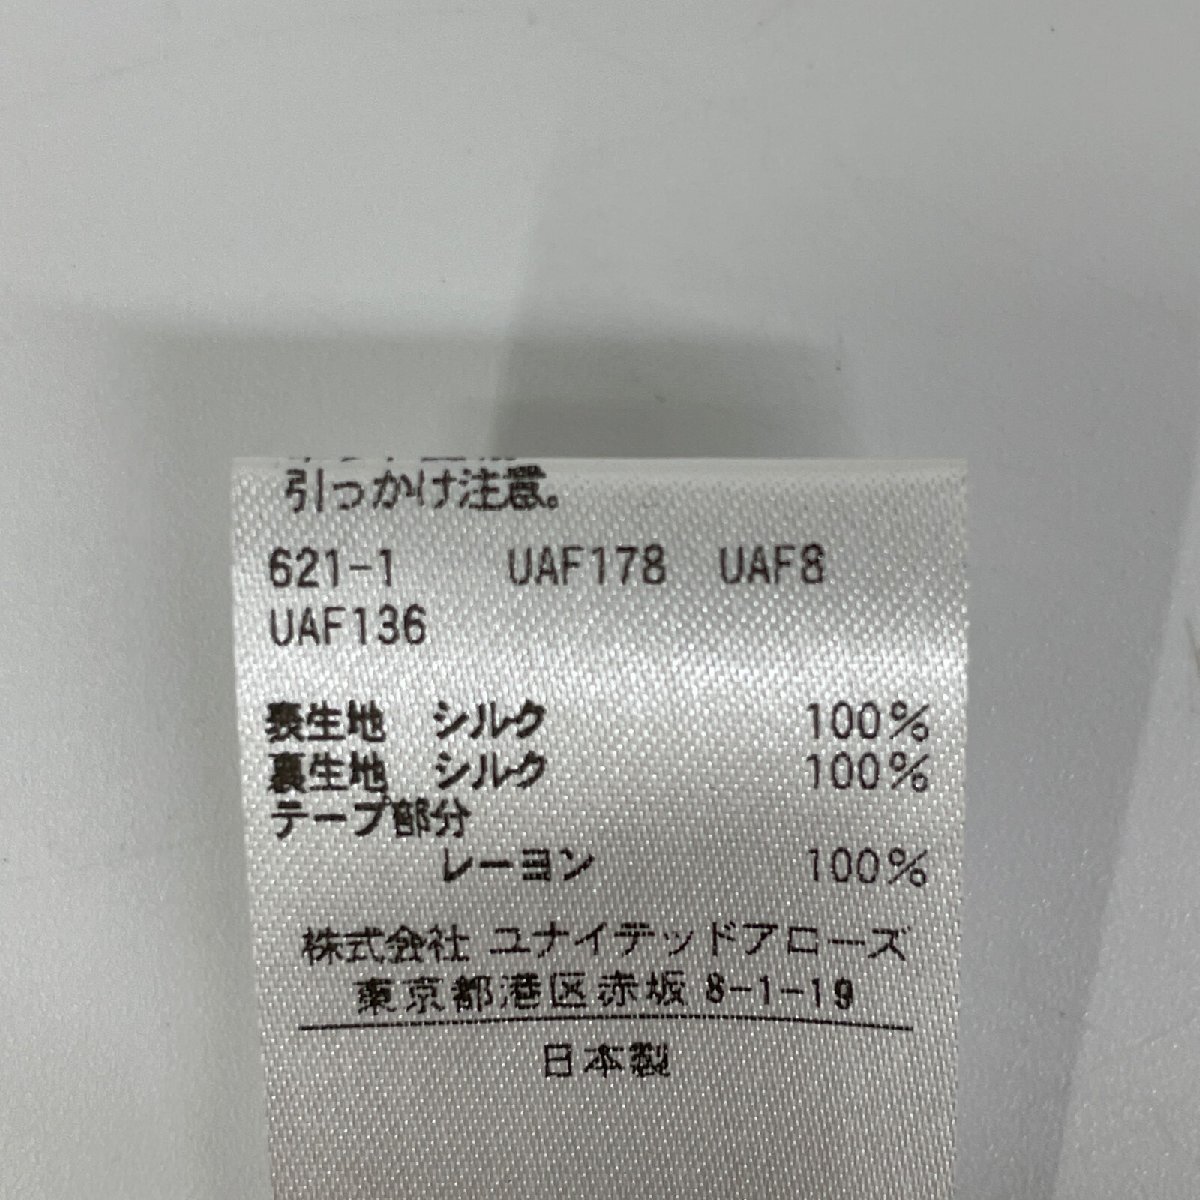 引っかけ注意。
621-1 UAF178 UAF8
UAF136
表生地 シルク 100%
裏生地 シルク 100%
テープ部分
レーヨン 100%
株式会社 ユナイテッドアローズ
東京都港区赤坂 8-1-19
日本製